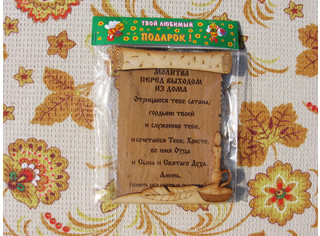 ТВОЙ ЛЮБИМЫЙ
ПОДАРОК!
МОЛИТВА
ПЕРЕД ВЫХОДОМ
ИЗ ДОМА
Отрицаюся тебе сатана,
гордыни твоей
и служению тебе,
и сочетаюся Тебе, Христе,
во имя Отца
и Сына и Святаго Духа.
Аминь.